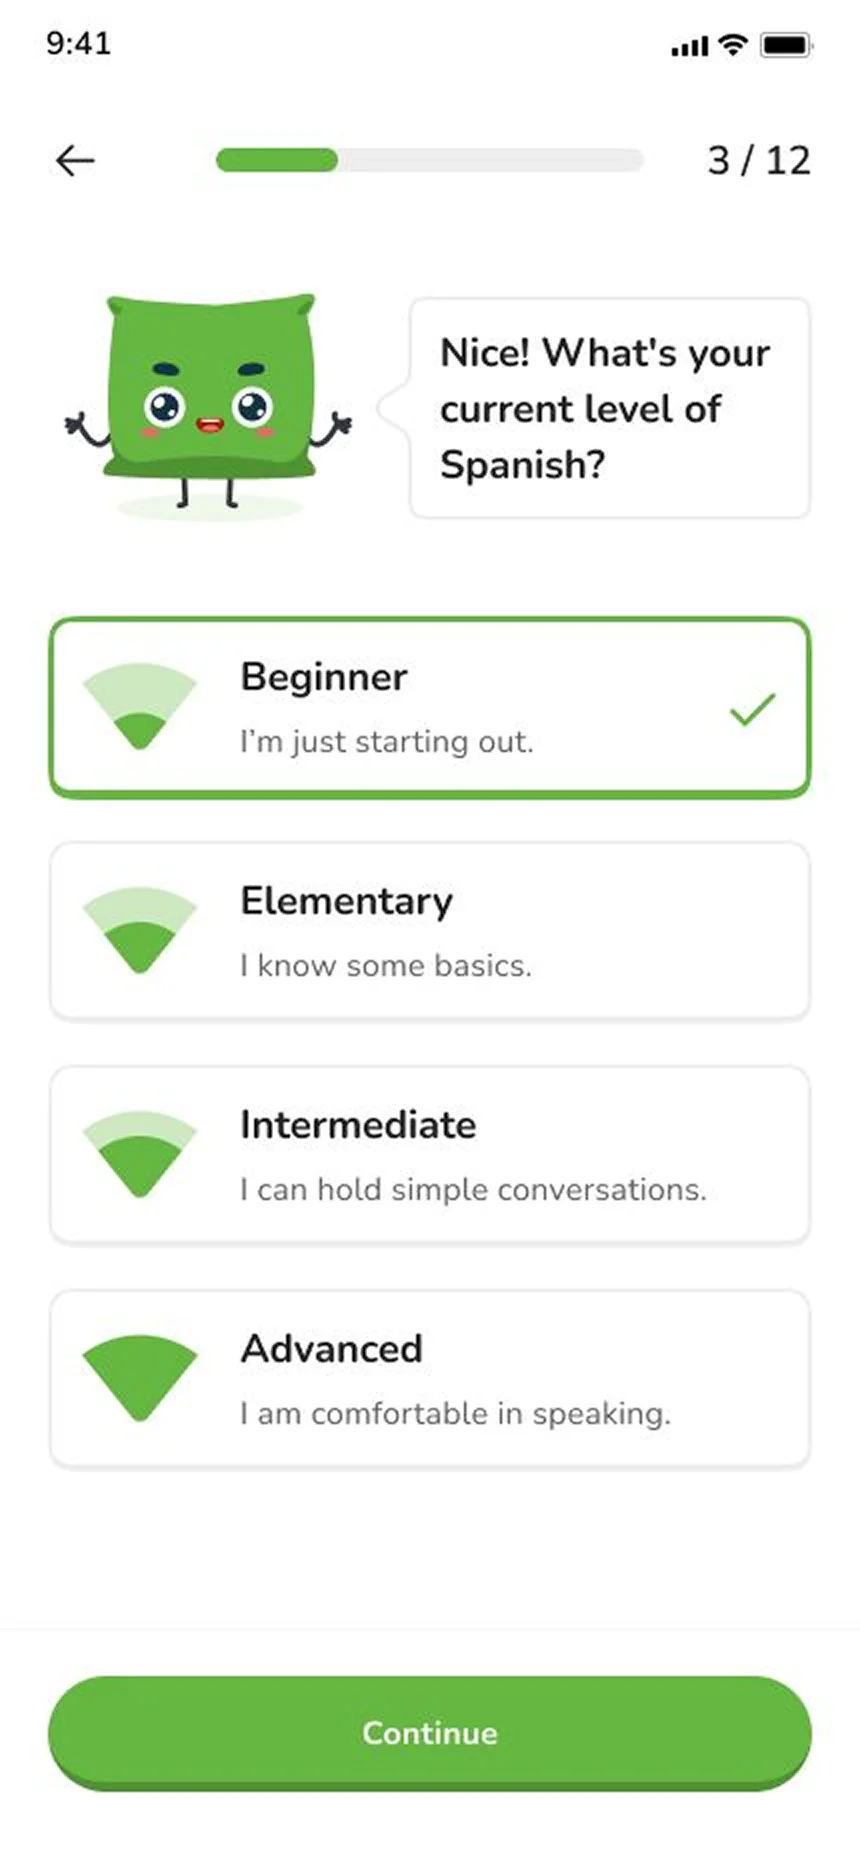 9:41
3 / 12
Nice! What's your
current level of
Spanish?
Beginner
I’m just starting out.
Elementary
I know some basics.
Intermediate
I can hold simple conversations.
Advanced
I am comfortable in speaking.
Continue